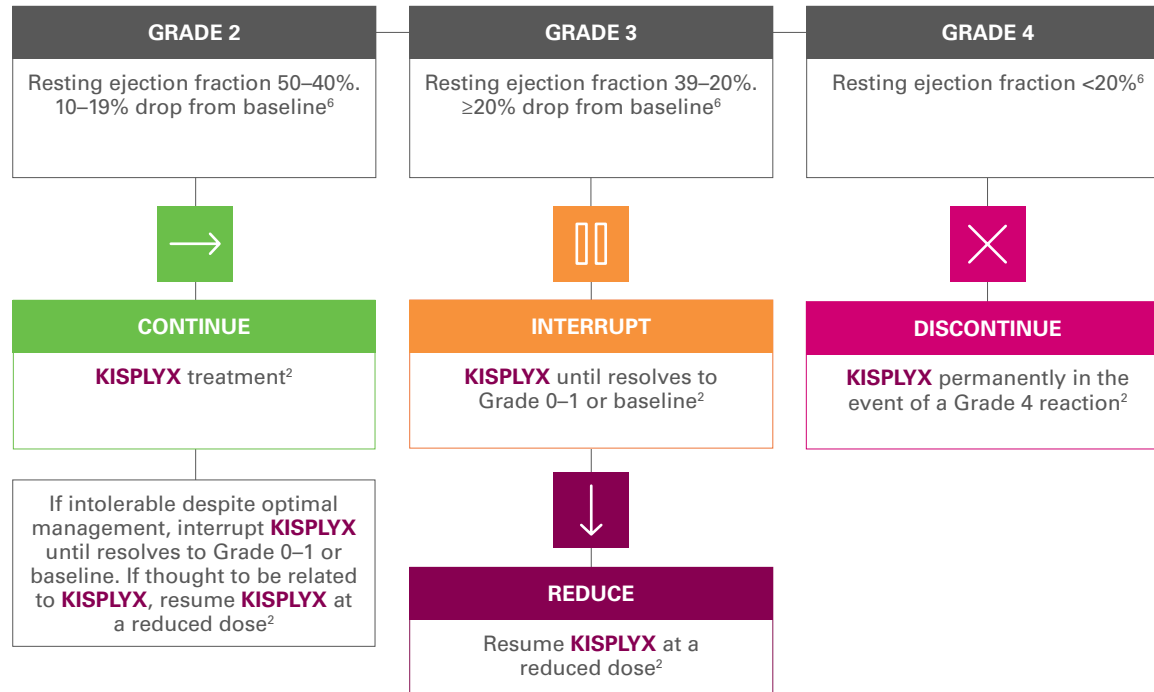 GRADE 2
Resting ejection fraction 50–40%.
10–19% drop from baseline⁶
CONTINUE
KISPLYX treatment²
If intolerable despite optimal
management, interrupt KISPLYX
until resolves to Grade 0–1 or
baseline. If thought to be related
to KISPLYX, resume KISPLYX at
a reduced dose²
GRADE 3
Resting ejection fraction 39–20%.
≥20% drop from baseline⁶
INTERRUPT
KISPLYX until resolves to
Grade 0–1 or baseline²
REDUCE
Resume KISPLYX at a
reduced dose²
GRADE 4
Resting ejection fraction <20%⁶
DISCONTINUE
KISPLYX permanently in the
event of a Grade 4 reaction²